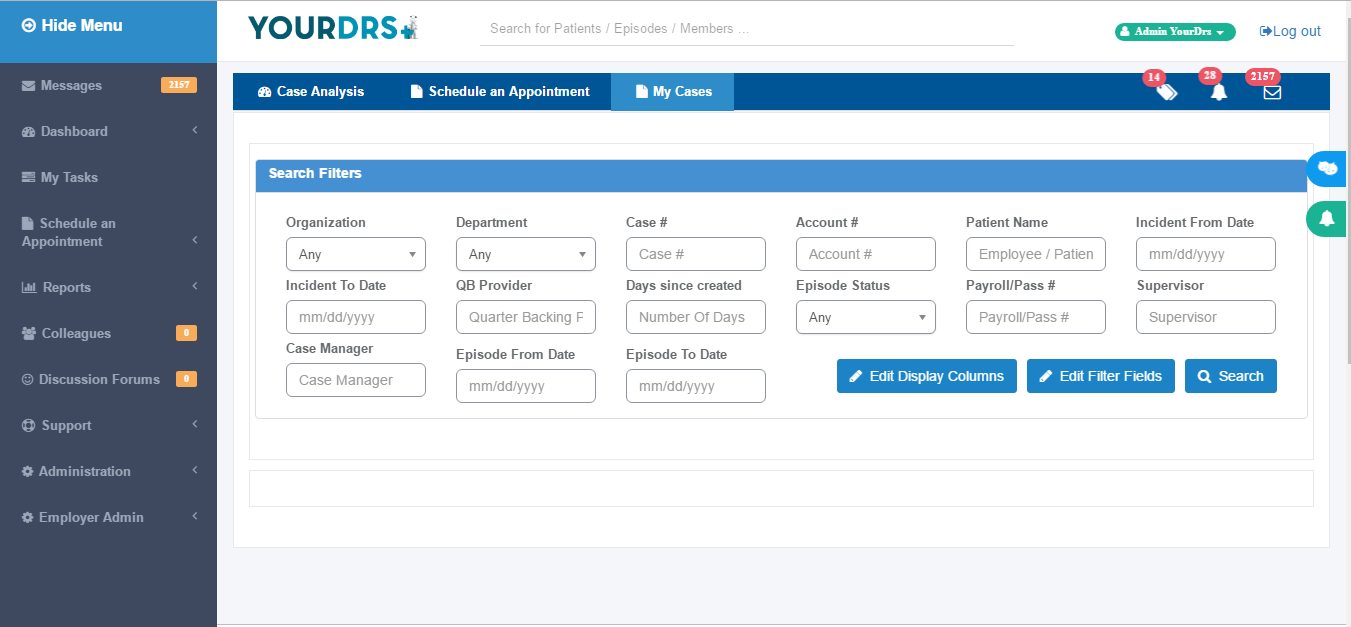 Hide Menu
YOURDRS
Search for Patients / Episodes / Members ...
Admin YourDrs
Log out
Messages 2157
Dashboard
My Tasks
Schedule an
Appointment
Reports
Colleagues 0
Discussion Forums 0
Support
Administration
Employer Admin
Case Analysis Schedule an Appointment My Cases 14 28 2157
Search Filters
Organization Department Case # Account # Patient Name Incident From Date
Any Any Case # Account # Employee / Patien mm/dd/yyyy
Incident To Date QB Provider Days since created Episode Status Payroll/Pass # Supervisor
mm/dd/yyyy Quarter Backing P Number Of Days Any Payroll/Pass # Supervisor
Case Manager Episode From Date Episode To Date
Case Manager mm/dd/yyyy mm/dd/yyyy Edit Display Columns Edit Filter Fields Search